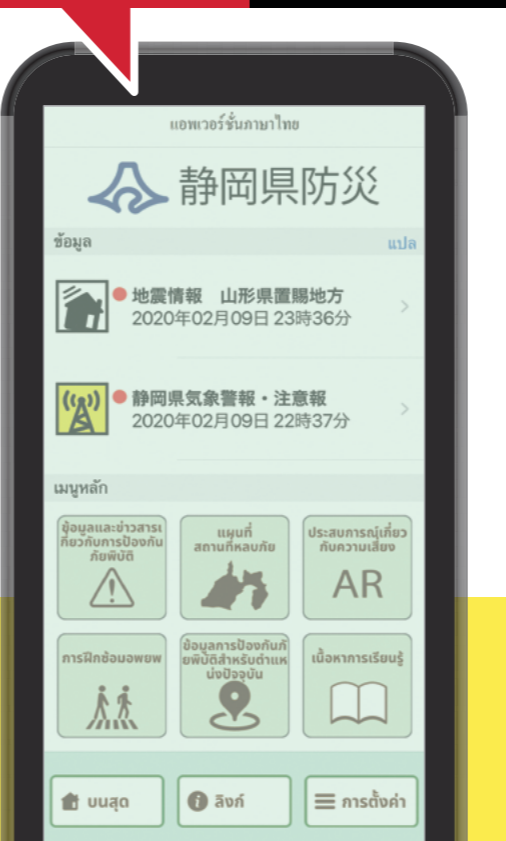 แอพเวอร์ชั่นภาษาไทย
静岡県防災
ข้อมูล
แปล
地震情報　山形県置賜地方
2020年02月09日 23時36分
静岡県気象警報・注意報
2020年02月09日 22時37分
เมนูหลัก
ข้อมูลและข่าวสารเ
กี่ยวกับการป้องกัน
ภัยพิบัติ
แผนที่
สถานที่หลบภัย
ประสบการณ์เกี่ยว
กับความเสี่ยง
AR
การฝึกซ้อมอพยพ
ข้อมูลการป้องกันภั
ยพิบัติสำหรับตำแห
น่งปัจจุบัน
เนื้อหาการเรียนรู้
บนสุด
ลิงก์
การตั้งค่า